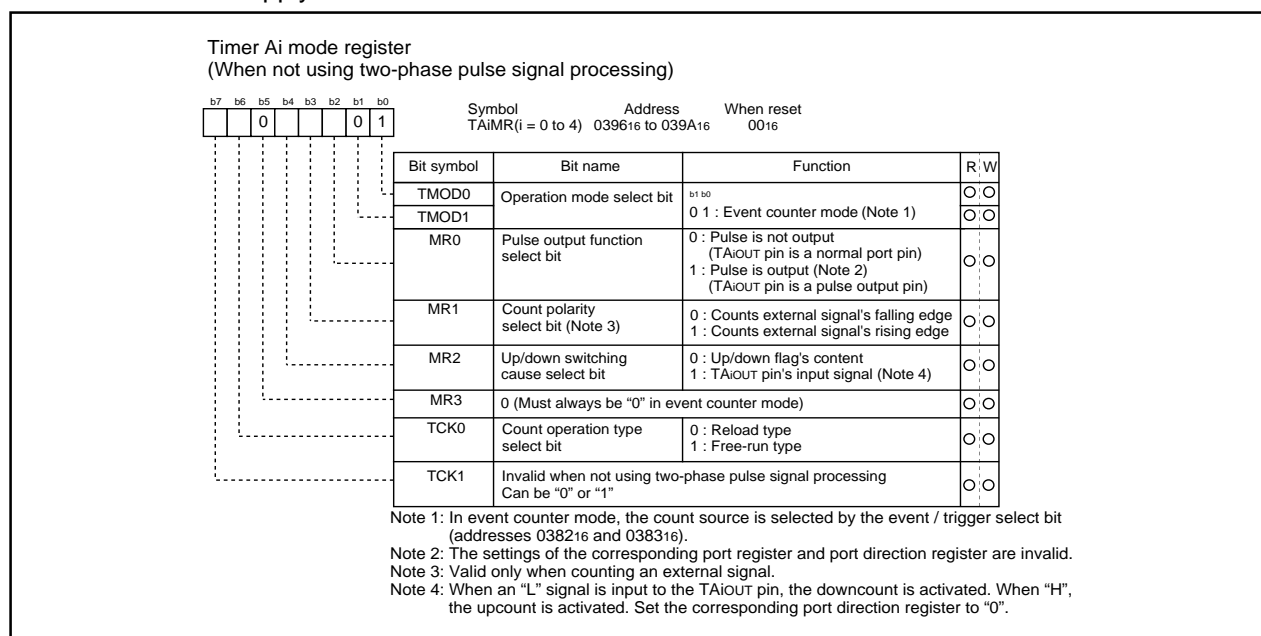 Timer Ai mode register
(When not using two-phase pulse signal processing)
b7 b6 b5 b4 b3 b2 b1 b0
0 0 1
Symbol Address When reset
TAiMR(i = 0 to 4) 039616 to 039A16 0016
Bit symbol Bit name Function R W
TMOD0 Operation mode select bit b1 b0
TMOD1 0 1 : Event counter mode (Note 1)
MR0 Pulse output function select bit 0 : Pulse is not output
(TAiOUT pin is a normal port pin)
1 : Pulse is output (Note 2)
(TAiOUT pin is a pulse output pin)
MR1 Count polarity select bit (Note 3) 0 : Counts external signal's falling edge
1 : Counts external signal's rising edge
MR2 Up/down switching cause select bit 0 : Up/down flag's content
1 : TAiOUT pin's input signal (Note 4)
MR3 0 (Must always be “0” in event counter mode)
TCK0 Count operation type select bit 0 : Reload type
1 : Free-run type
TCK1 Invalid when not using two-phase pulse signal processing
Can be “0” or “1”
Note 1: In event counter mode, the count source is selected by the event / trigger select bit
(addresses 038216 and 038316).
Note 2: The settings of the corresponding port register and port direction register are invalid.
Note 3: Valid only when counting an external signal.
Note 4: When an “L” signal is input to the TAiOUT pin, the downcount is activated. When “H”,
the upcount is activated. Set the corresponding port direction register to “0”.